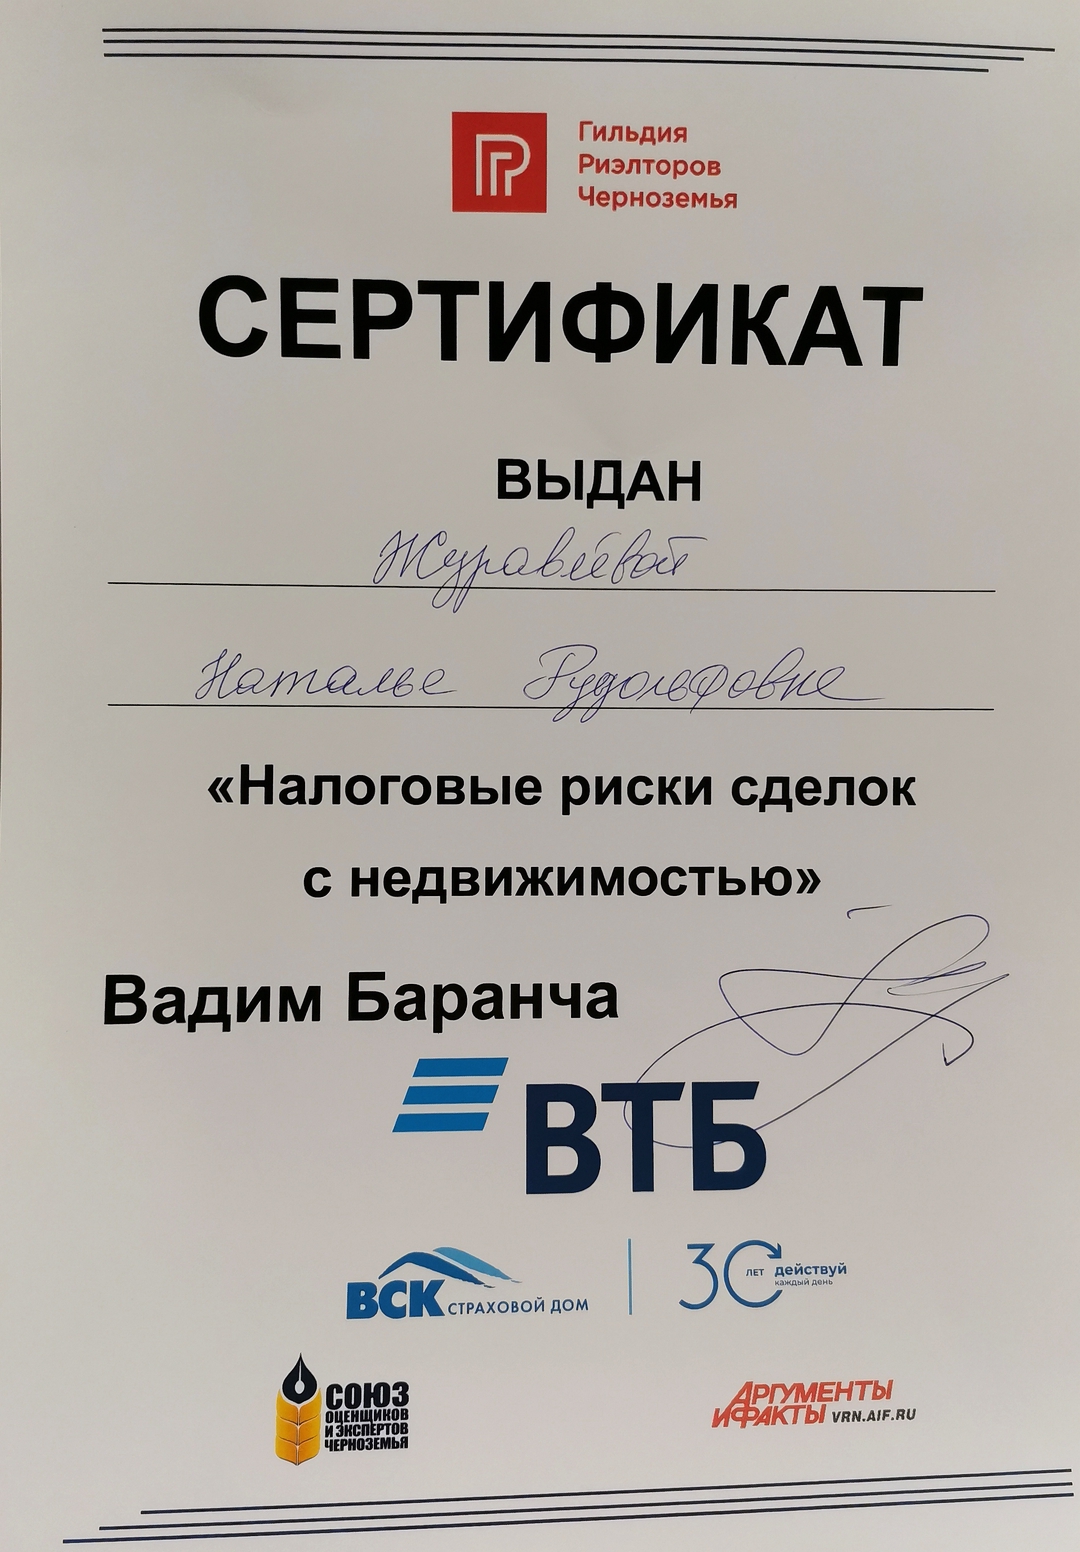 Гильдия
Риэлторов
Черноземья
СЕРТИФИКАТ
ВЫДАН
Журавлёвой
Наталье Рудольфовне
«Налоговые риски сделок
с недвижимостью»
Вадим Баранча
ВТБ
ВСК СТРАХОВОЙ ДОМ
30 ЛЕТ действуй
каждый день
СОЮЗ
ОЦЕНЩИКОВ
И ЭКСПЕРТОВ
ЧЕРНОЗЕМЬЯ
АРГУМЕНТЫ
И ФАКТЫ VRN.AIF.RU